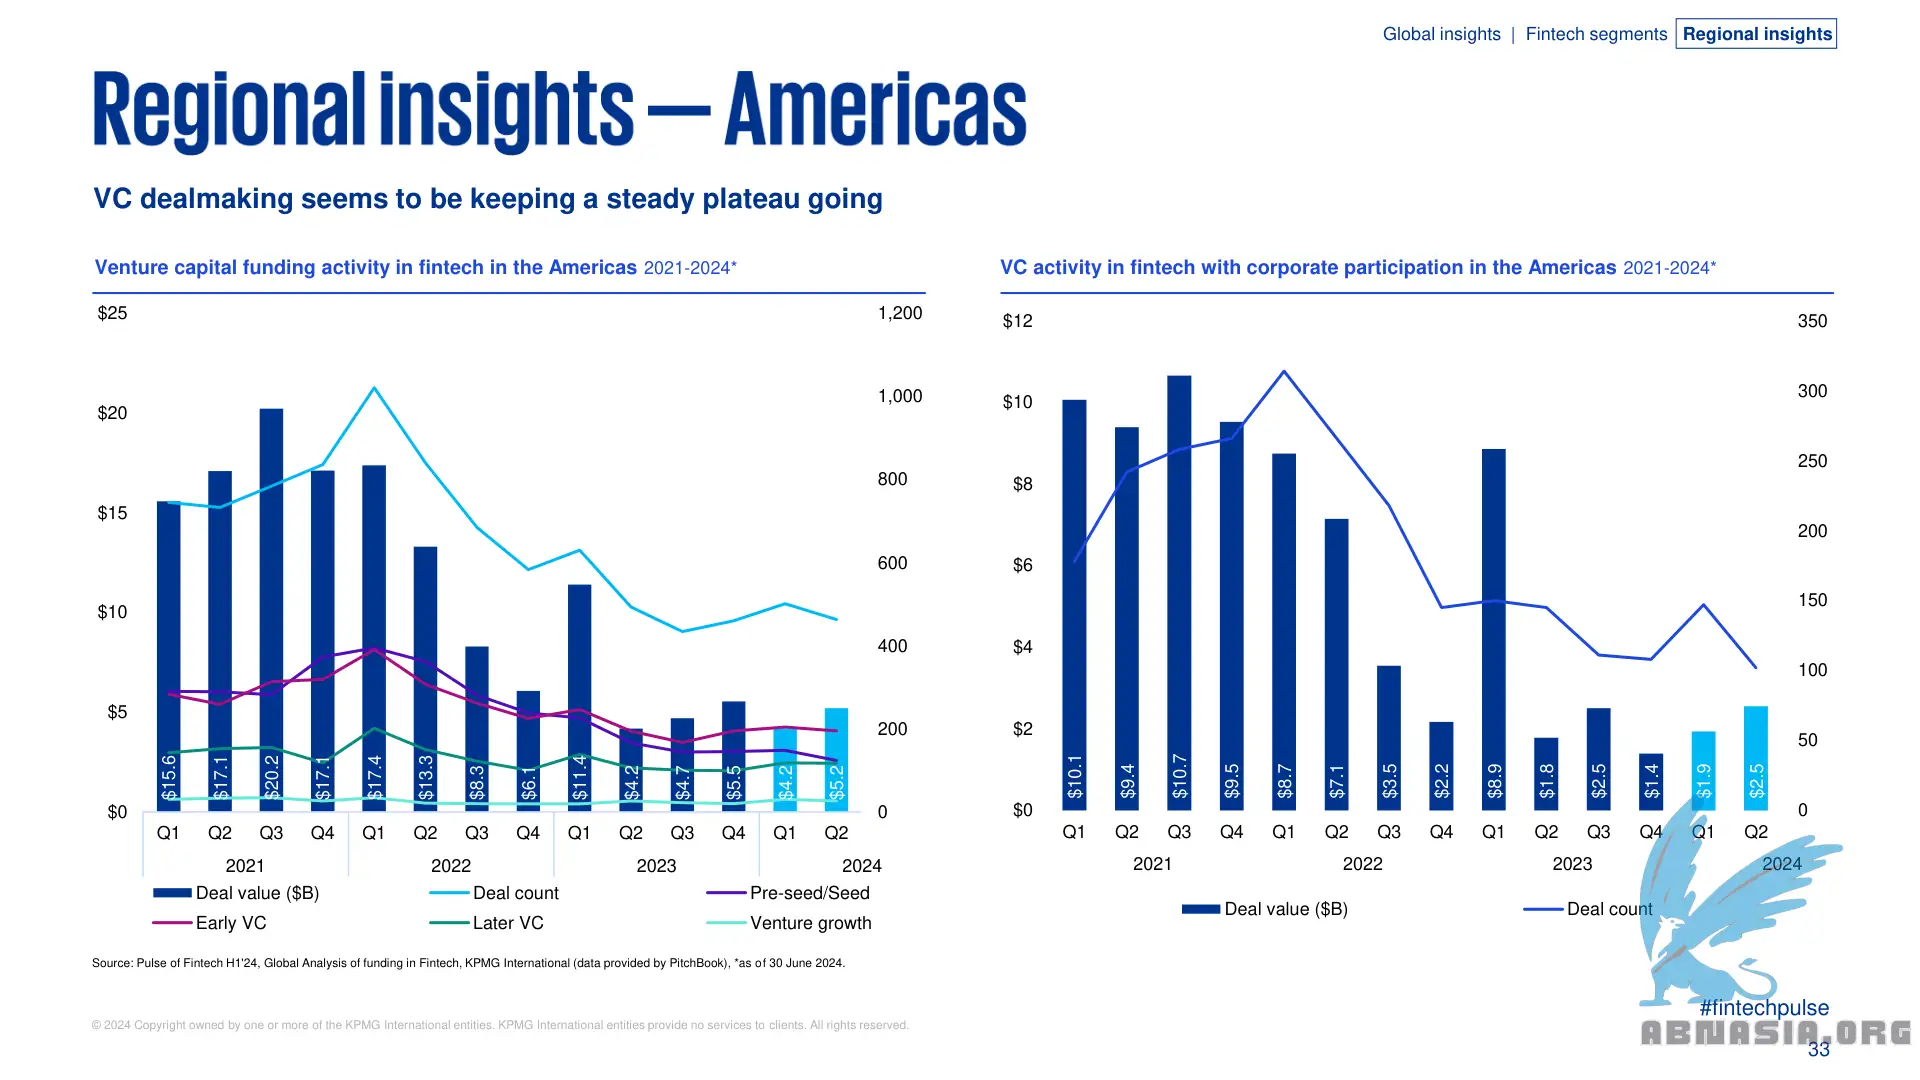 Global insights | Fintech segments Regional insights
Regional insights — Americas
VC dealmaking seems to be keeping a steady plateau going
Venture capital funding activity in fintech in the Americas 2021-2024*
$25
$20
$15
$10
$5
$0
1,200
1,000
800
600
400
200
0
$15.6 $17.1 $20.2 $17.1 $17.4 $13.3 $8.3 $6.1 $11.4 $4.2 $4.7 $5.5 $4.2 $5.2
Q1 Q2 Q3 Q4 Q1 Q2 Q3 Q4 Q1 Q2 Q3 Q4 Q1 Q2
2021 2022 2023 2024
Deal value ($B) Deal count Pre-seed/Seed
Early VC Later VC Venture growth
Source: Pulse of Fintech H1'24, Global Analysis of funding in Fintech, KPMG International (data provided by PitchBook), *as of 30 June 2024.
VC activity in fintech with corporate participation in the Americas 2021-2024*
$12
$10
$8
$6
$4
$2
$0
350
300
250
200
150
100
50
0
$10.1 $9.4 $10.7 $9.5 $8.7 $7.1 $3.5 $2.2 $8.9 $1.8 $2.5 $1.4 $1.9 $2.5
Q1 Q2 Q3 Q4 Q1 Q2 Q3 Q4 Q1 Q2 Q3 Q4 Q1 Q2
2021 2022 2023 2024
Deal value ($B) Deal count
© 2024 Copyright owned by one or more of the KPMG International entities. KPMG International entities provide no services to clients. All rights reserved.
#fintechpulse
ABNASIA.ORG
33